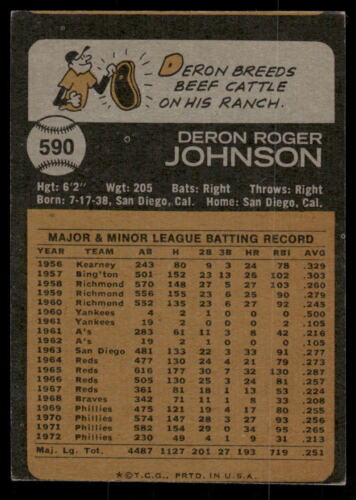 DERON BREEDS
BEEF CATTLE
ON HIS RANCH.
590
DERON ROGER
JOHNSON
Hgt: 6'2" Wgt: 205 Bats: Right Throws: Right
Born: 7-17-38, San Diego, Cal. Home: San Diego, Cal.
MAJOR & MINOR LEAGUE BATTING RECORD
YEAR TEAM AB H 2B 3B HR RBI AVG
1956 Kearney 243 80 9 3 24 78 .329
1957 Bing'ton 501 152 23 13 26 102 .303
1958 Richmond 570 148 27 5 27 103 .260
1959 Richmond 556 155 23 6 25 90 .279
1960 Richmond 552 135 23 6 27 92 .245
1960 Yankees 4 2 1 0 0 0 .500
1961 Yankees 19 2 0 0 0 2 .105
1961 A's 283 61 11 3 8 42 .216
1962 A's 19 2 1 0 0 0 .105
1963 San Diego 481 133 22 3 33 91 .277
1964 Reds 477 130 24 4 21 79 .273
1965 Reds 616 177 30 7 32 130 .287
1966 Reds 505 130 25 3 24 81 .257
1967 Reds 361 81 18 1 13 53 .224
1968 Braves 342 71 11 1 8 33 .208
1969 Phillies 475 121 19 4 17 80 .255
1970 Phillies 574 147 28 3 27 93 .256
1971 Phillies 582 154 29 0 34 95 .265
1972 Phillies 230 49 4 1 9 31 .213
Maj. Lg. Tot. 4487 1127 201 27 193 719 .251
*©T.C.G., PRTD. IN U.S.A.